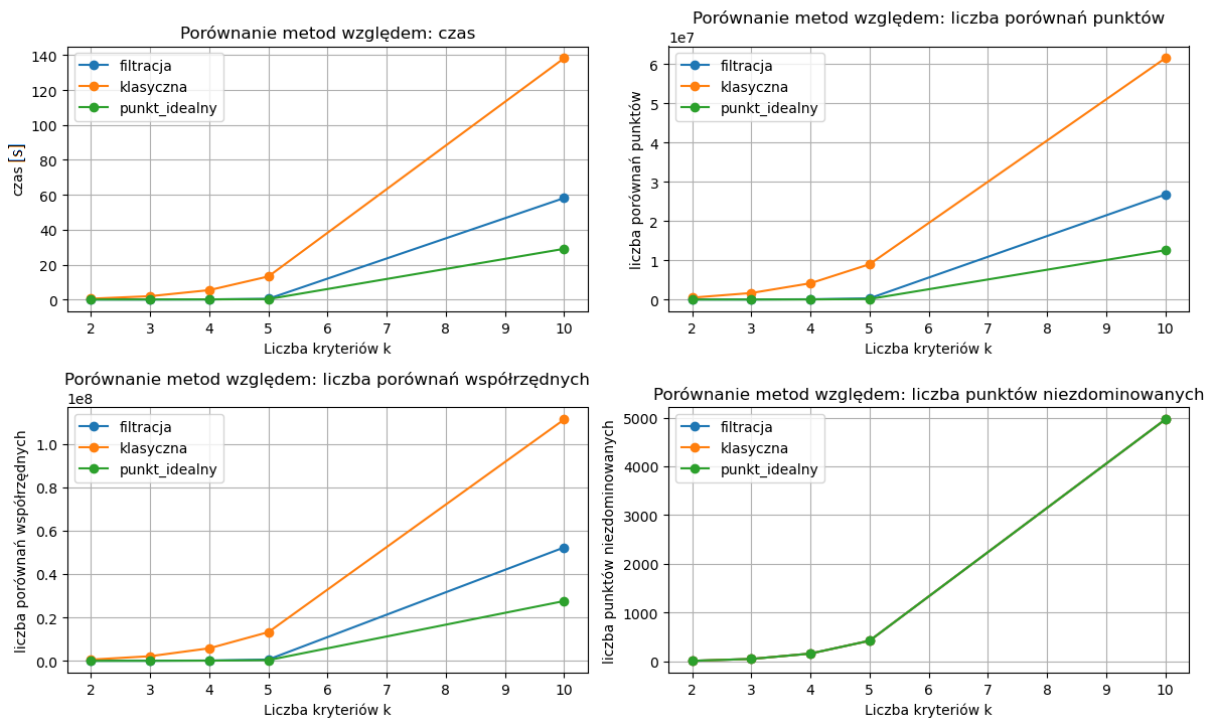 Porównanie metod względem: czas
filtracja
klasyczna
punkt_idealny
czas [s]
140
120
100
80
60
40
20
0
2 3 4 5 6 7 8 9 10
Liczba kryteriów k
Porównanie metod względem: liczba porównań punktów
1e7
filtracja
klasyczna
punkt_idealny
liczba porównań punktów
6
5
4
3
2
1
0
2 3 4 5 6 7 8 9 10
Liczba kryteriów k
Porównanie metod względem: liczba porównań współrzędnych
1e8
filtracja
klasyczna
punkt_idealny
liczba porównań współrzędnych
1.0
0.8
0.6
0.4
0.2
0.0
2 3 4 5 6 7 8 9 10
Liczba kryteriów k
Porównanie metod względem: liczba punktów niezdominowanych
filtracja
klasyczna
punkt_idealny
liczba punktów niezdominowanych
5000
4000
3000
2000
1000
0
2 3 4 5 6 7 8 9 10
Liczba kryteriów k